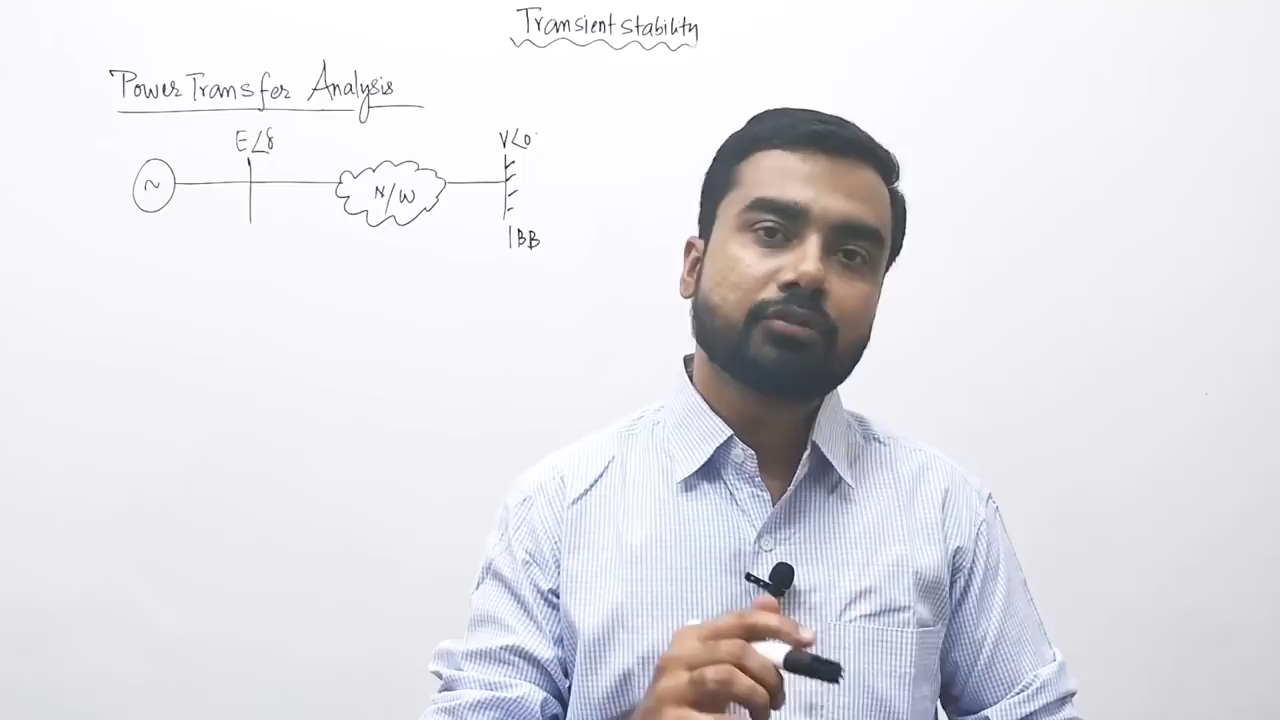 Transient stability
Power Transfer Analysis
E∠δ
V∠0
~
N/W
IBB